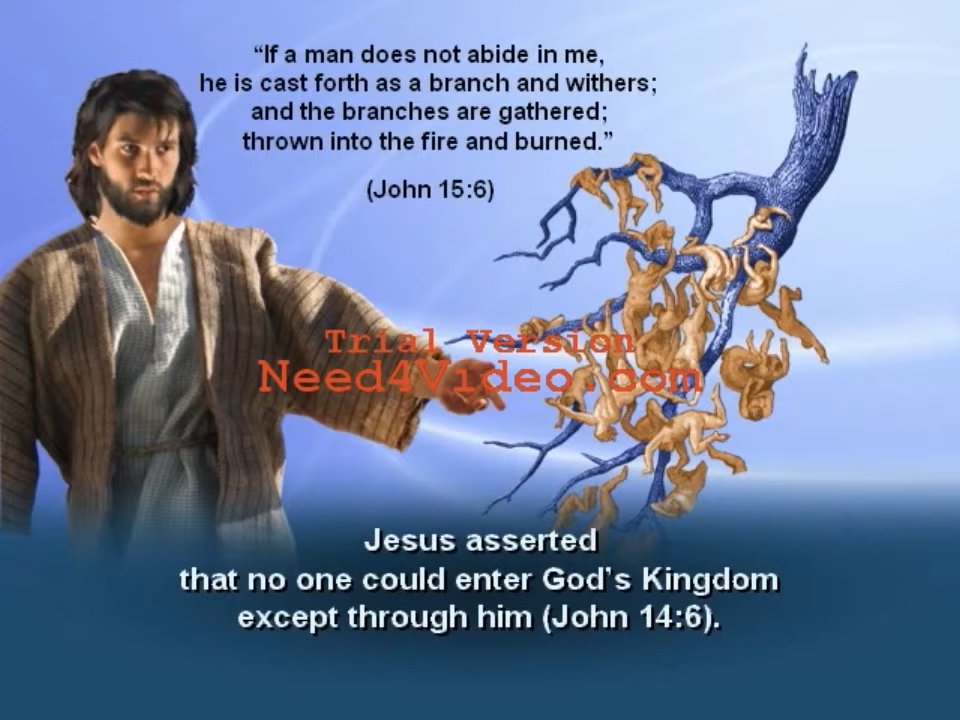 “If a man does not abide in me,
he is cast forth as a branch and withers;
and the branches are gathered;
thrown into the fire and burned.”
(John 15:6)
Trial Version
Need4Video.com
Jesus asserted
that no one could enter God’s Kingdom
except through him (John 14:6).